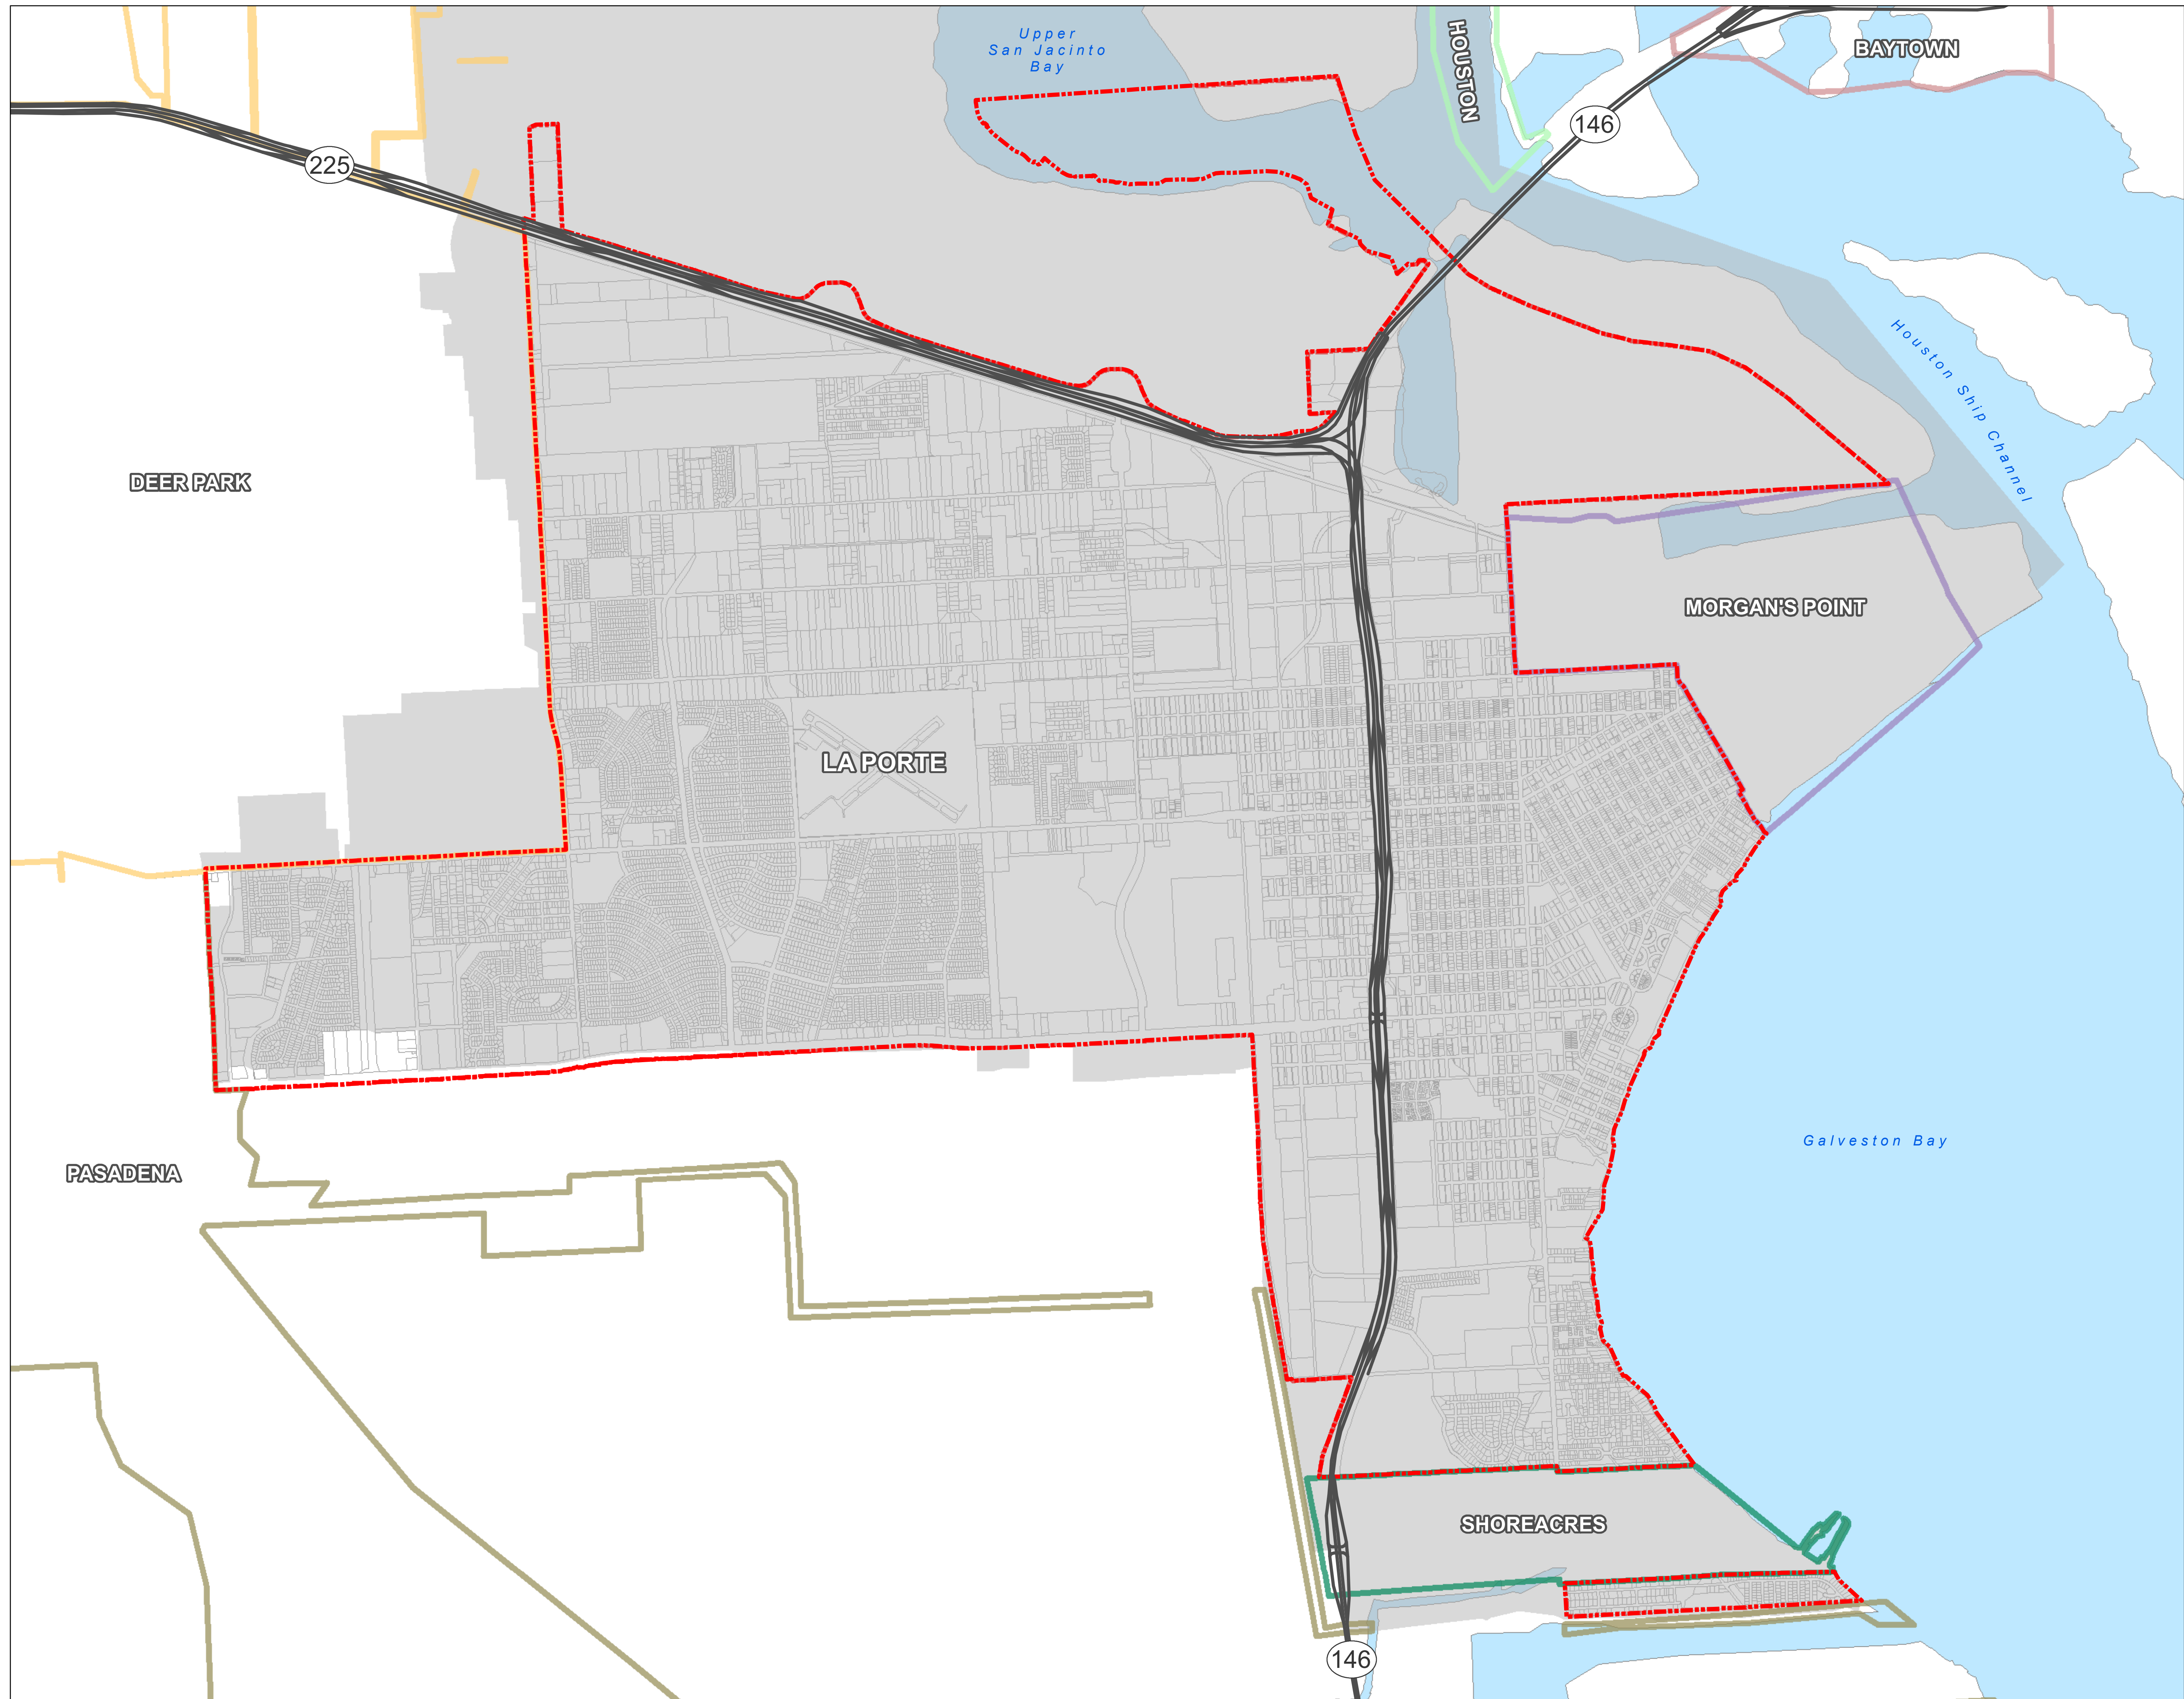 Upper
San Jacinto
Bay
HOUSTON
BAYTOWN
146
225
Houston Ship Channel
DEER PARK
MORGAN'S POINT
LA PORTE
Galveston Bay
PASADENA
SHOREACRES
146